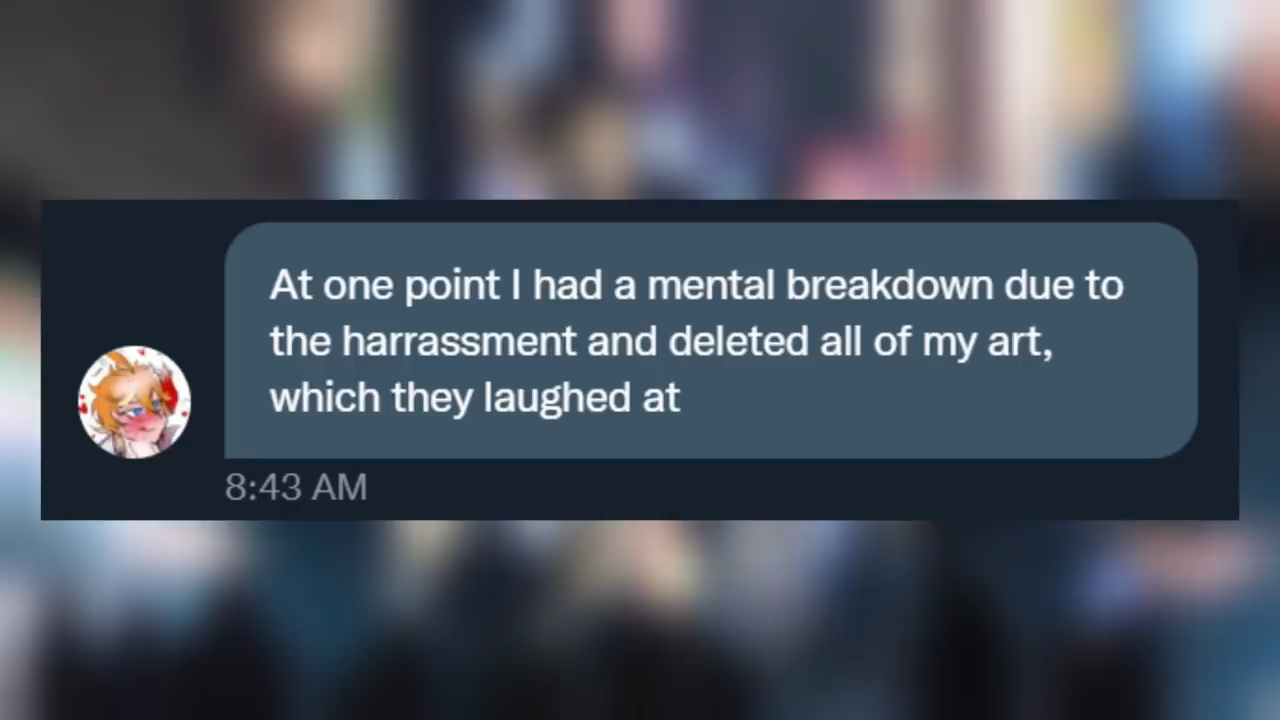 At one point I had a mental breakdown due to
the harrassment and deleted all of my art,
which they laughed at
8:43 AM